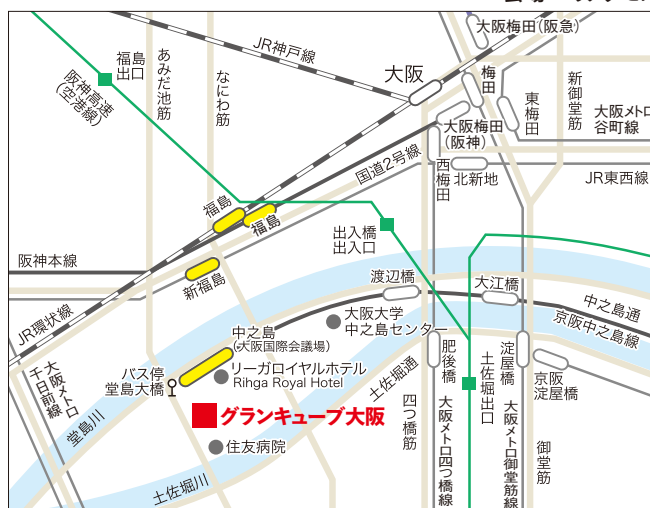 大阪梅田(阪急)
JR神戸線
福島
出口
あみだ池筋
なにわ筋
阪神高速
(空港線)
大阪
梅田
東梅田
新御堂筋
大阪メトロ
谷町線
大阪梅田
(阪神)
国道2号線
西梅田
北新地
JR東西線
福島
福島
出入橋
出入口
阪神本線
新福島
渡辺橋
大江橋
中之島通
京阪中之島線
JR環状線
中之島
(大阪国際会議場)
大阪大学
中之島センター
大阪メトロ
千日前線
バス停
堂島大橋
リーガロイヤルホテル
Rihga Royal Hotel
土佐堀通
肥後橋
土佐堀出口
淀屋橋
京阪
淀屋橋
グランキューブ大阪
堂島川
住友病院
四つ橋筋
大阪メトロ四つ橋線
大阪メトロ御堂筋線
御堂筋
土佐堀川